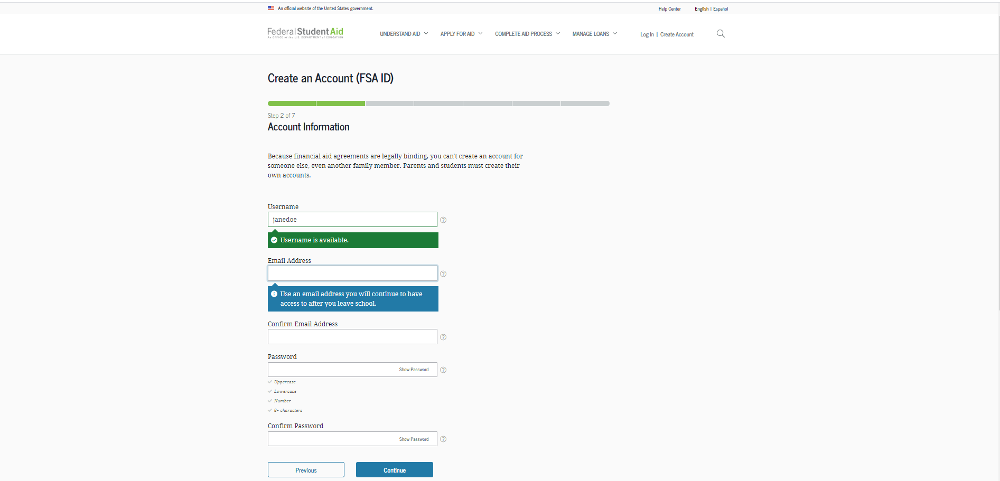 An official website of the United States government.
Help Center
English | Español
Federal Student Aid
An OFFICE of the U.S. DEPARTMENT of EDUCATION
UNDERSTAND AID
APPLY FOR AID
COMPLETE AID PROCESS
MANAGE LOANS
Log In | Create Account
Create an Account (FSA ID)
Step 2 of 7
Account Information
Because financial aid agreements are legally binding, you can't create an account for
someone else, even another family member. Parents and students must create their
own accounts.
Username
janedoe
Username is available.
Email Address
Use an email address you will continue to have
access to after you leave school.
Confirm Email Address
Password
Show Password
Uppercase
Lowercase
Number
8+ characters
Confirm Password
Show Password
Previous
Continue